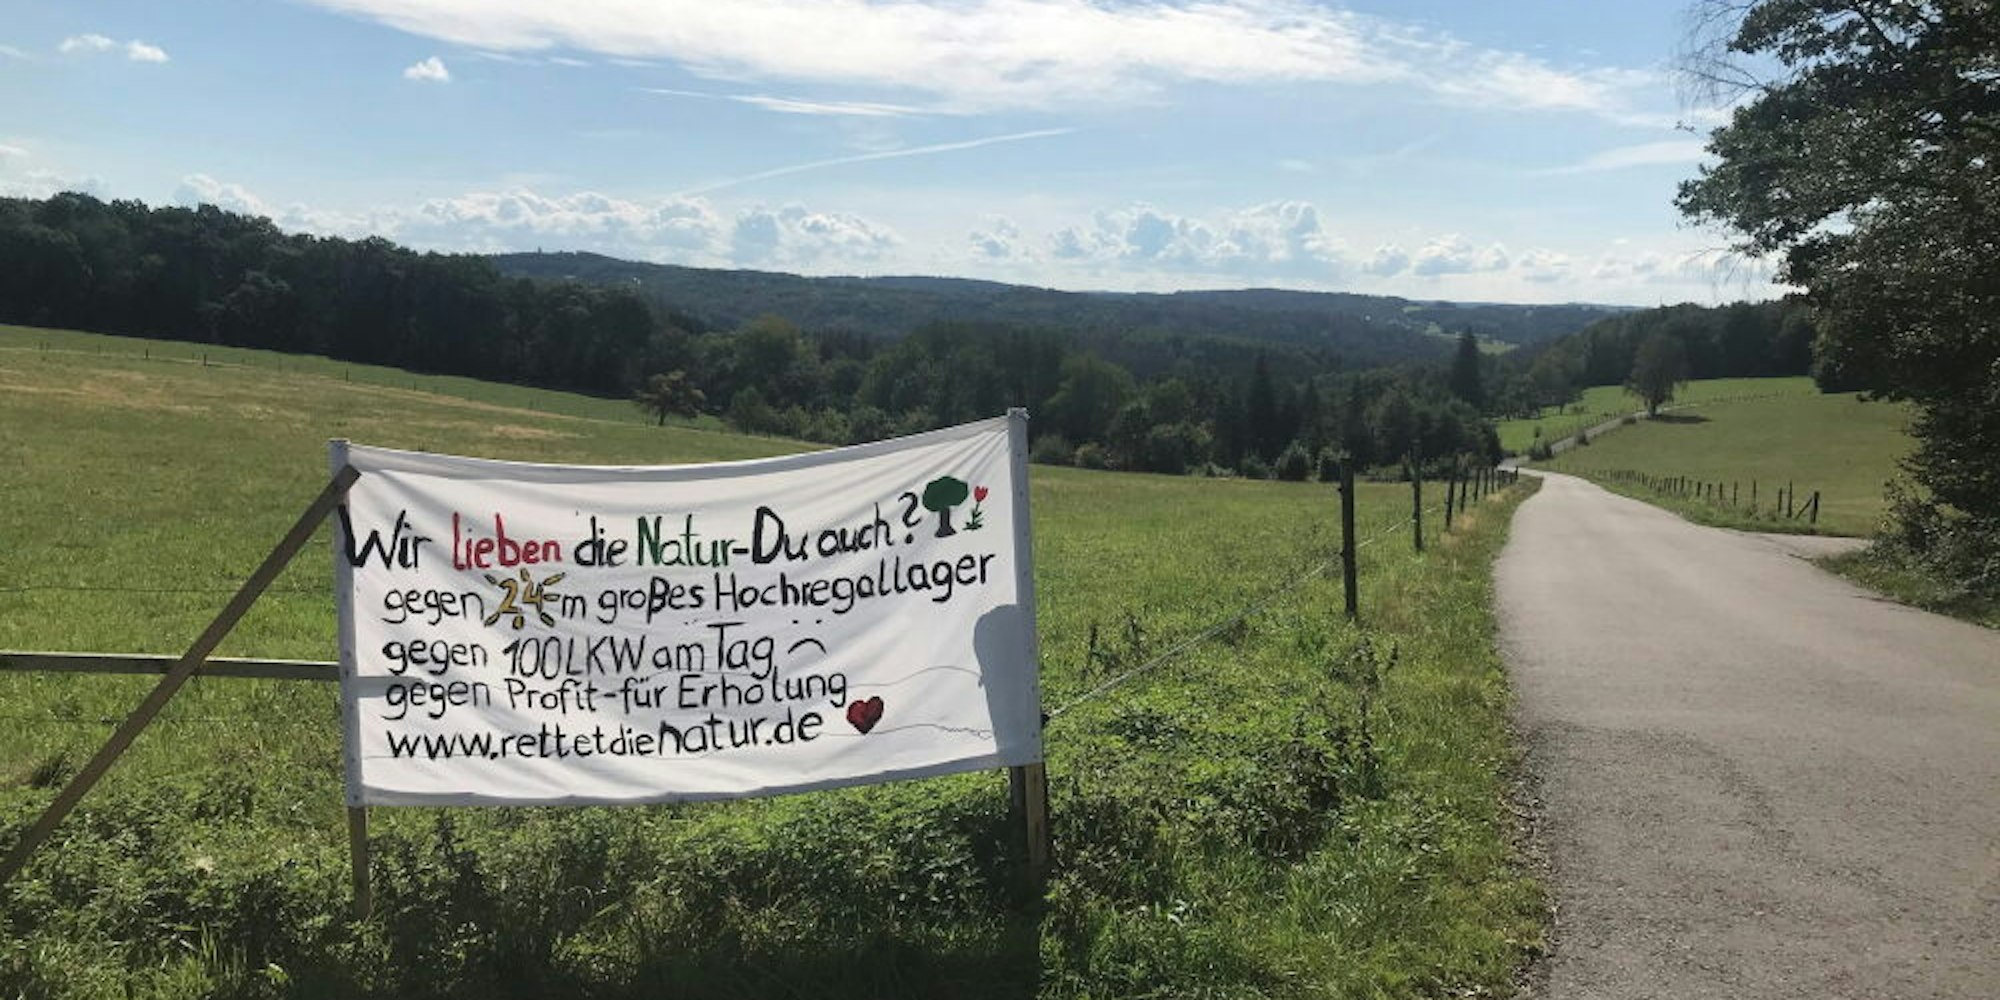 Wir lieben die Natur-Du auch?
gegen 24m großes Hochregallager
gegen 100LKW am Tag
gegen Profit-für Erholung
www.rettetdienatur.de